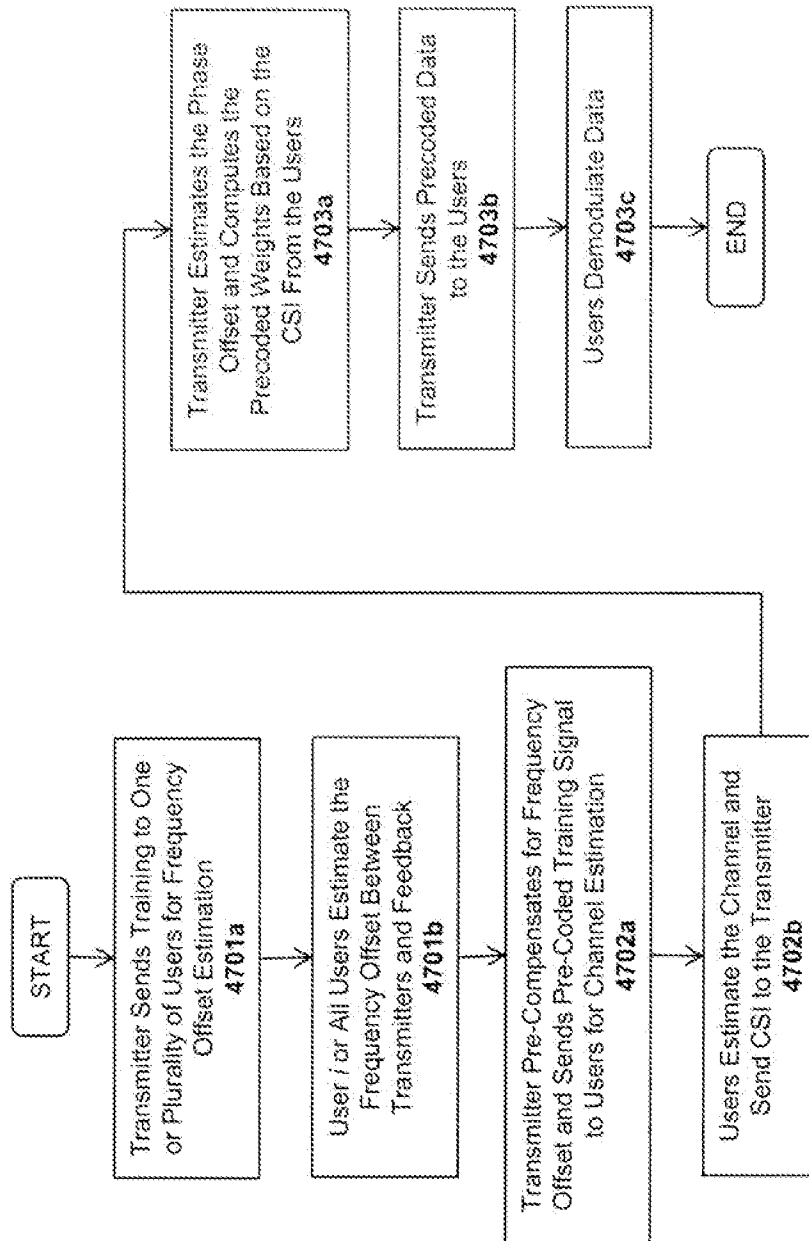 START
Transmitter Sends Training to One
or Plurality of Users for Frequency
Offset Estimation
4701a
User i or All Users Estimate the
Frequency Offset Between
Transmitters and Feedback
4701b
Transmitter Pre-Compensates for Frequency
Offset and Sends Pre-Coded Training Signal
to Users for Channel Estimation
4702a
Users Estimate the Channel and
Send CSI to the Transmitter
4702b
Transmitter Estimates the Phase
Offset and Computes the
Precoded Weights Based on the
CSI From the Users
4703a
Transmitter Sends Precoded Data
to the Users
4703b
Users Demodulate Data
4703c
END